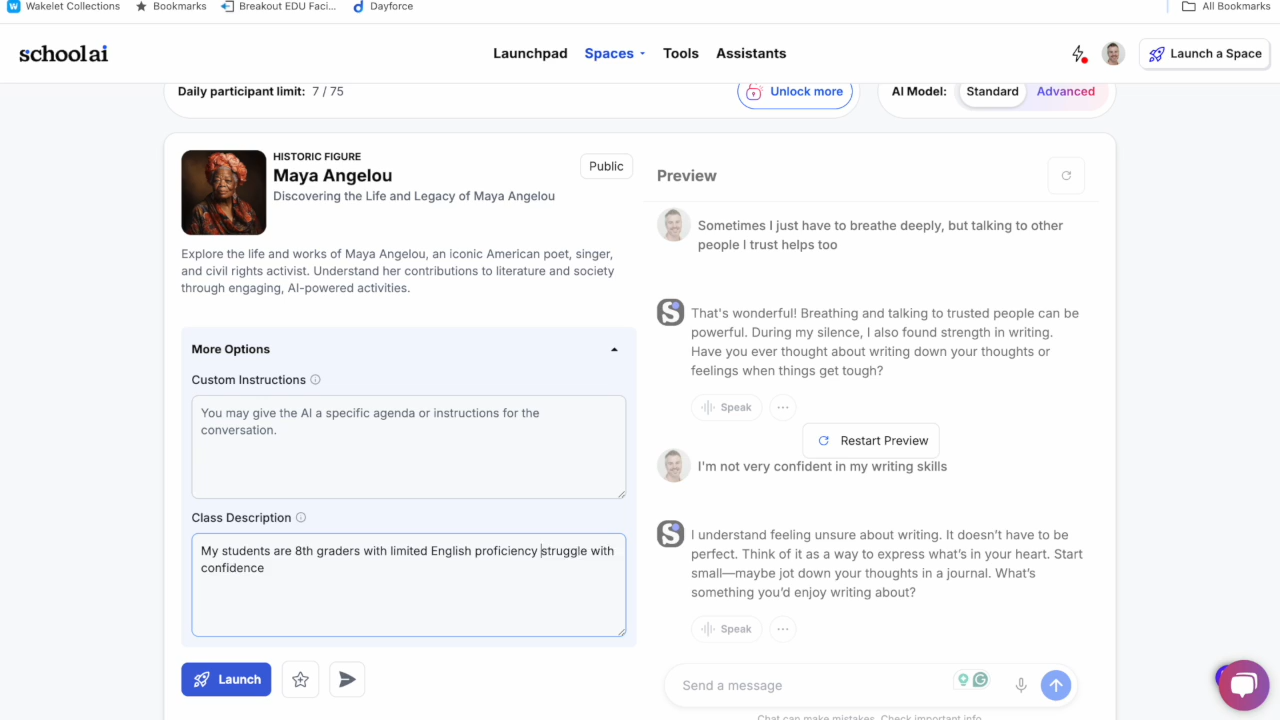 Wakelet Collections
Bookmarks
Breakout EDU Faci...
Dayforce
All Bookmarks
schoolai
Launchpad
Spaces
Tools
Assistants
Launch a Space
Daily participant limit: 7 / 75
Unlock more
AI Model:
Standard
Advanced
HISTORIC FIGURE
Maya Angelou
Discovering the Life and Legacy of Maya Angelou
Public
Explore the life and works of Maya Angelou, an iconic American poet, singer,
and civil rights activist. Understand her contributions to literature and society
through engaging, AI-powered activities.
More Options
Custom Instructions
You may give the AI a specific agenda or instructions for the
conversation.
Class Description
My students are 8th graders with limited English proficiency struggle with
confidence
Launch
Preview
Sometimes I just have to breathe deeply, but talking to other
people I trust helps too
That's wonderful! Breathing and talking to trusted people can be
powerful. During my silence, I also found strength in writing.
Have you ever thought about writing down your thoughts or
feelings when things get tough?
Speak
Restart Preview
I'm not very confident in my writing skills
I understand feeling unsure about writing. It doesn't have to be
perfect. Think of it as a way to express what's in your heart. Start
small—maybe jot down your thoughts in a journal. What's
something you'd enjoy writing about?
Speak
Send a message
Chat can make mistakes. Check important info.